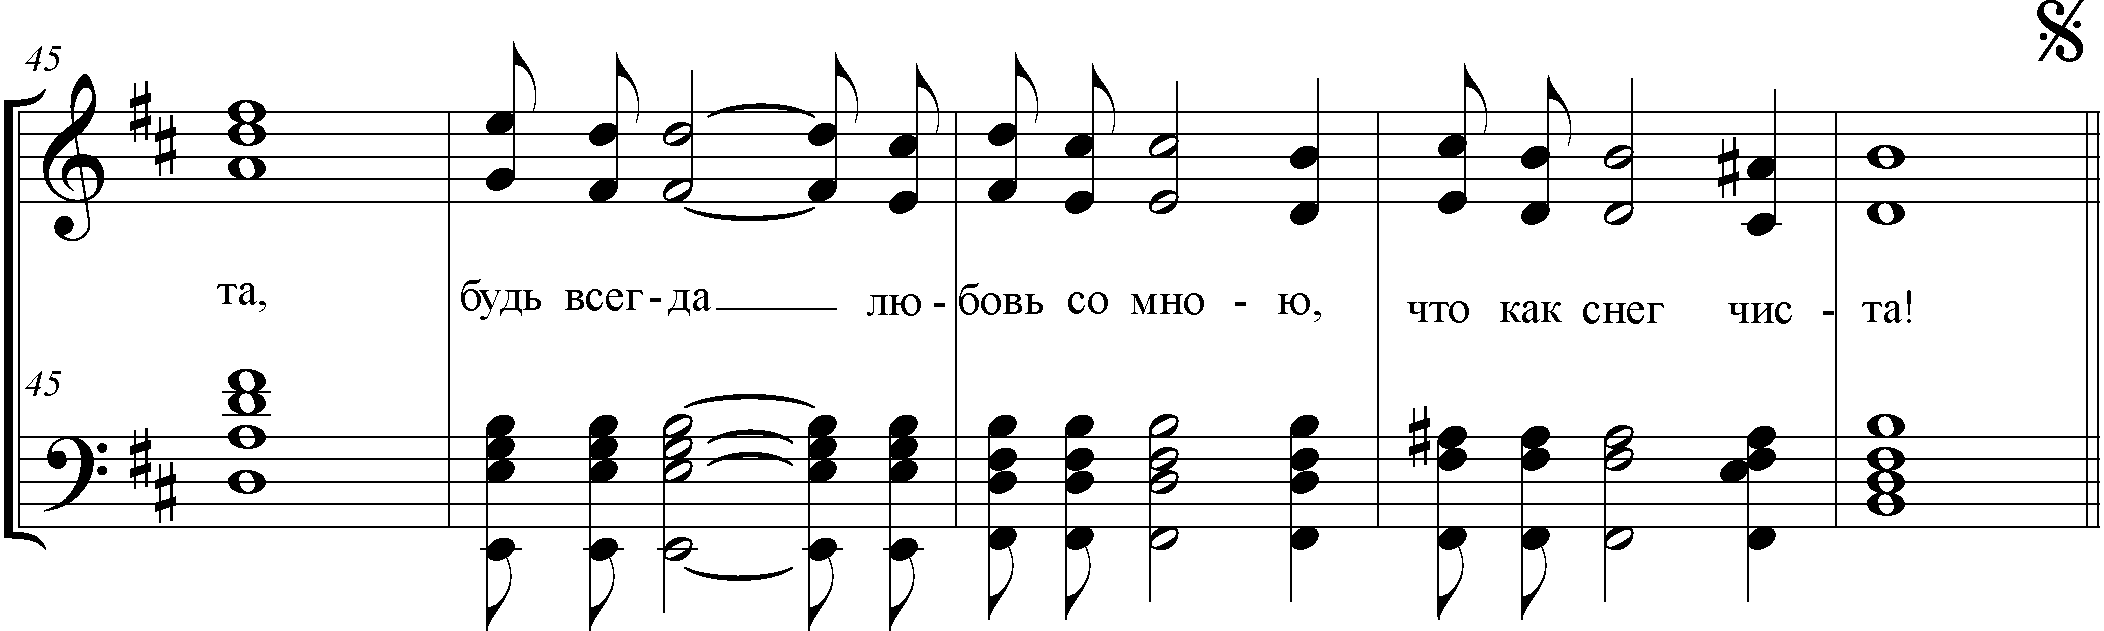 45
та, будь всег-да лю-бовь со мно - ю, что как снег чис - та!
45